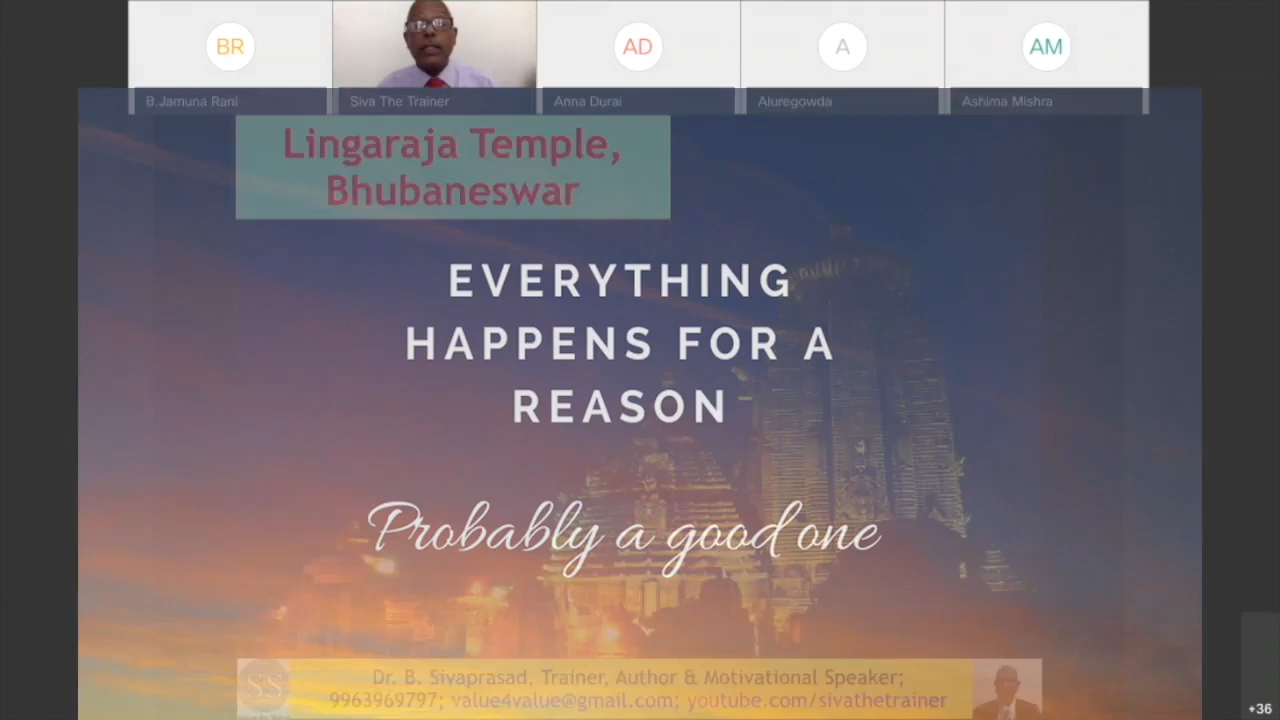 BR
AD
A
AM
B.Jamuna Rani
Siva The Trainer
Anna Durai
Aluregowda
Ashima Mishra
Lingaraja Temple,
Bhubaneswar
EVERYTHING
HAPPENS FOR A
REASON
Probably a good one
SS
Dr. B. Sivaprasad, Trainer, Author & Motivational Speaker;
9963969797; value4value@gmail.com; youtube.com/sivathetrainer
+36